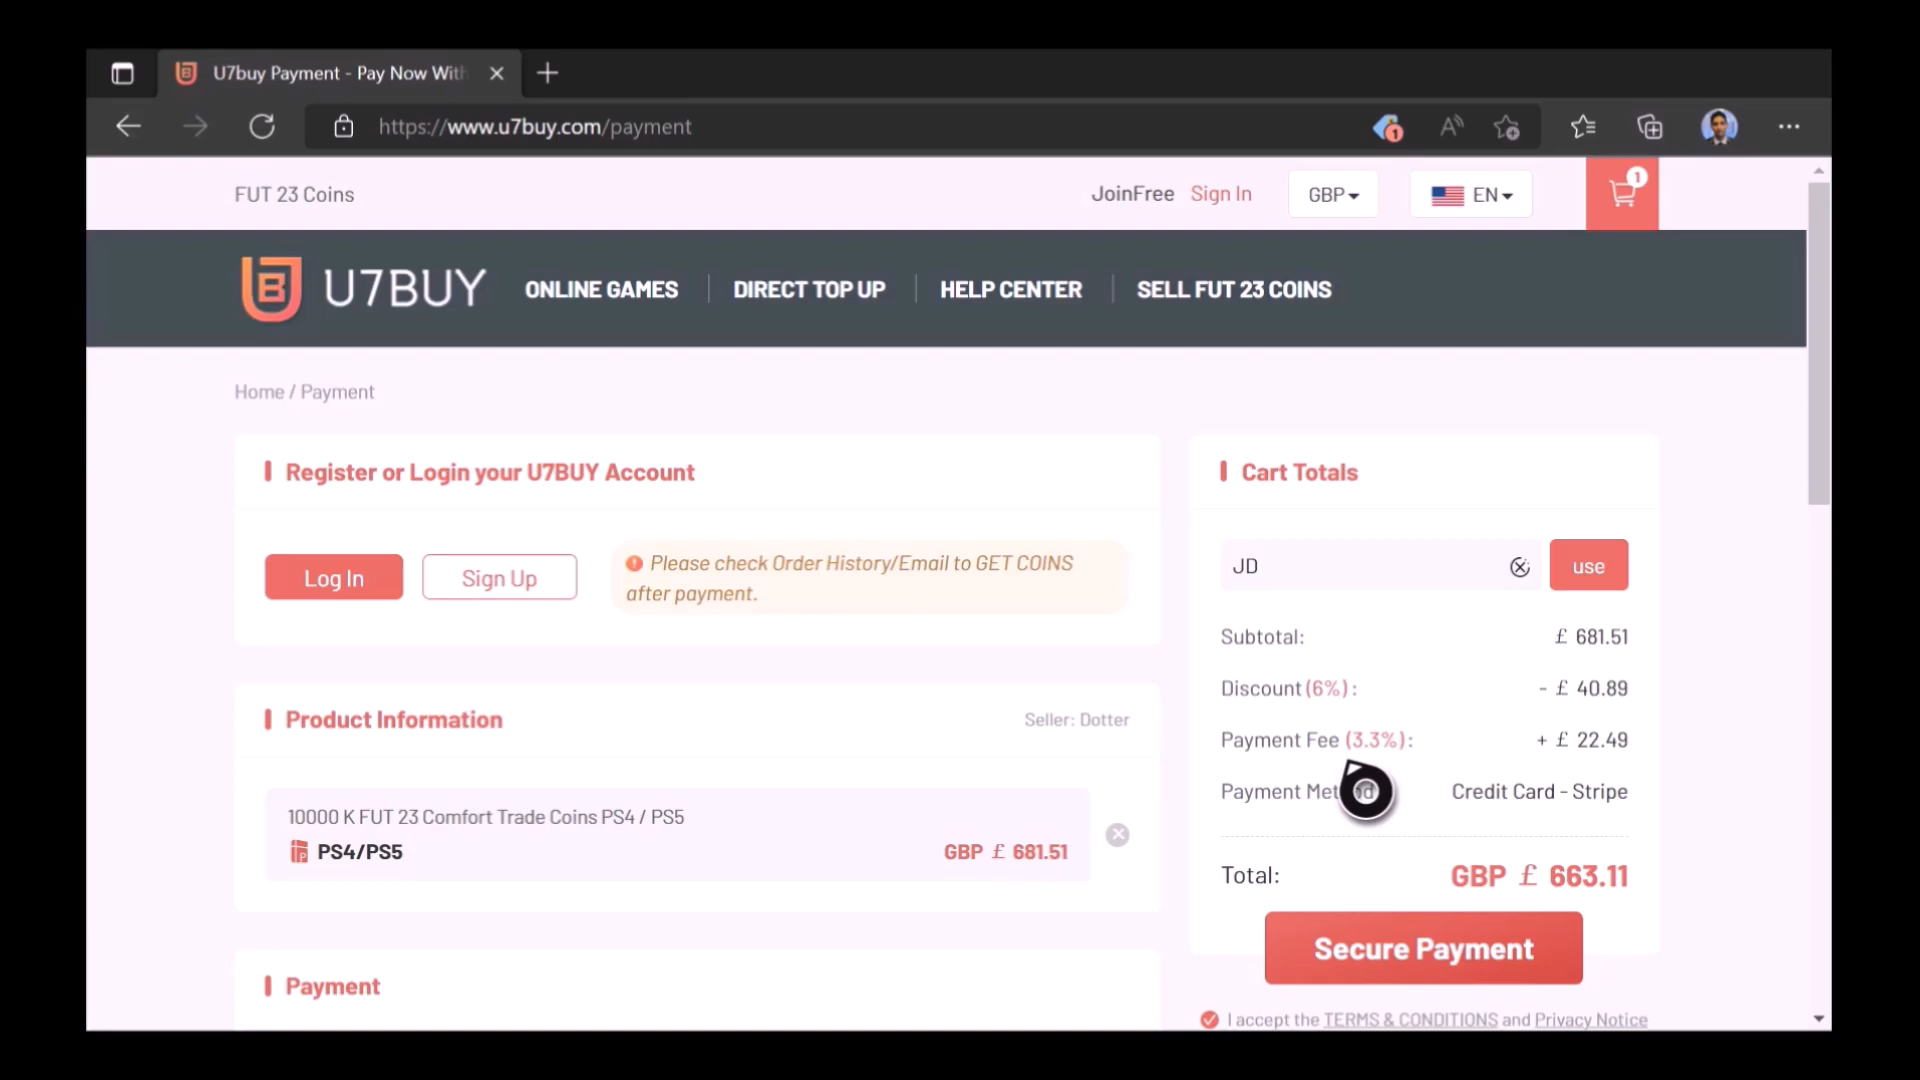 U7buy Payment - Pay Now With
https://www.u7buy.com/payment
1
FUT 23 Coins
JoinFree Sign In
GBP
EN
1
U7BUY
ONLINE GAMES
DIRECT TOP UP
HELP CENTER
SELL FUT 23 COINS
Home / Payment
Register or Login your U7BUY Account
Log In
Sign Up
Please check Order History/Email to GET COINS
after payment.
Product Information
Seller: Dotter
10000 K FUT 23 Comfort Trade Coins PS4 / PS5
PS4/PS5
GBP £ 681.51
Payment
Cart Totals
JD
use
Subtotal: £ 681.51
Discount (6%) : - £ 40.89
Payment Fee (3.3%) : + £ 22.49
Payment Met Credit Card - Stripe
Total: GBP £ 663.11
Secure Payment
I accept the TERMS & CONDITIONS and Privacy Notice